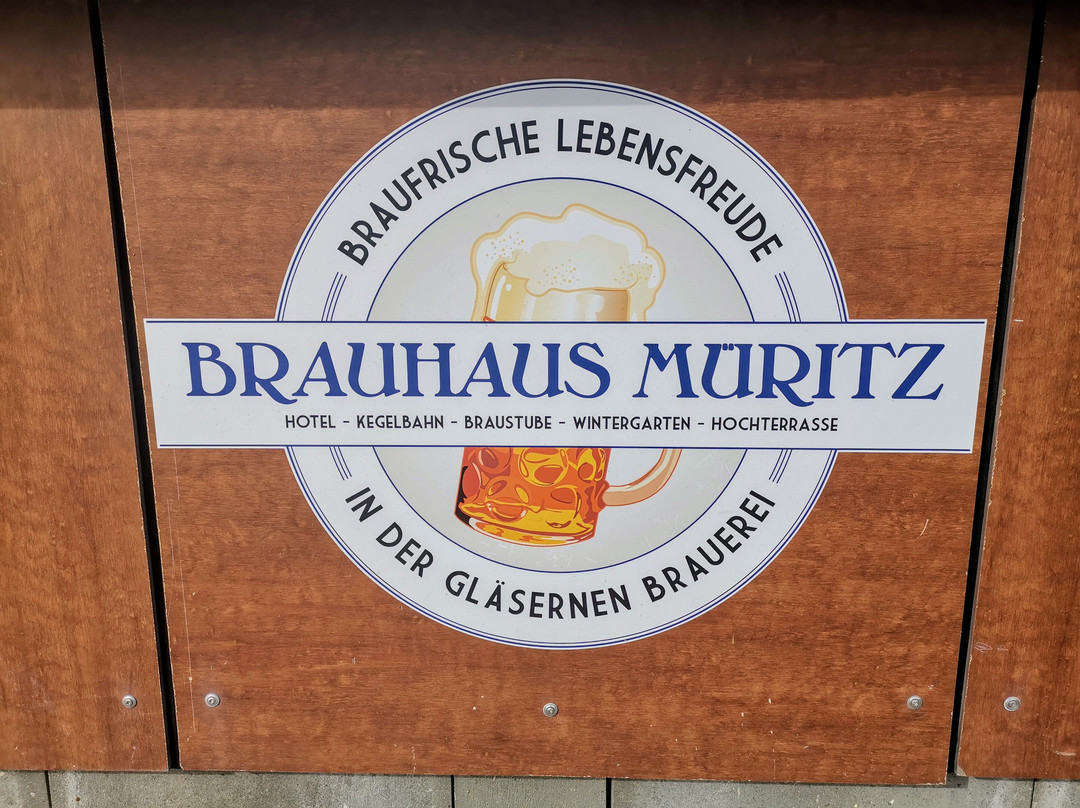 BRAUFRISCHE LEBENSFREUDE
BRAUHAUS MÜRITZ
HOTEL - KEGELBAHN - BRAUSTUBE - WINTERGARTEN - HOCHTERRASSE
IN DER GLÄSERNEN BRAUEREI